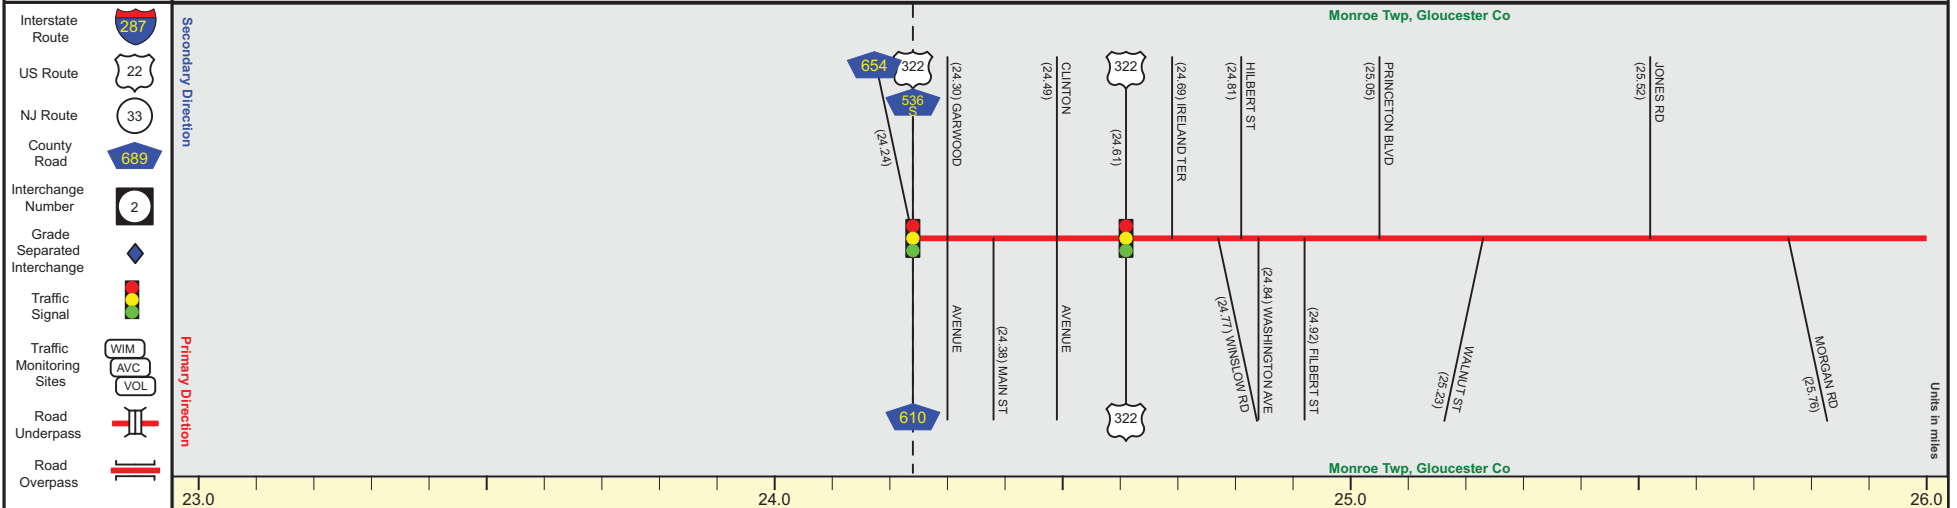 Interstate
Route
287
US Route
22
NJ Route
33
County
Road
689
Interchange
Number
2
Grade
Separated
Interchange
Traffic
Signal
Traffic
Monitoring
Sites
WIM
AVC
VOL
Road
Underpass
Road
Overpass
Secondary Direction
Primary Direction
Monroe Twp, Gloucester Co
654
322
536
S
(24.24)
610
(24.30) GARWOOD
AVENUE
(24.38) MAIN ST
CLINTON
(24.49)
AVENUE
322
(24.61)
322
(24.69) IRELAND TER
(24.77) WINSLOW RD
HILBERT ST
(24.81)
(24.84) WASHINGTON AVE
(24.92) FILBERT ST
PRINCETON BLVD
(25.05)
WALNUT ST
(25.23)
JONES RD
(25.52)
MORGAN RD
(25.76)
Units in miles
Monroe Twp, Gloucester Co
23.0
24.0
25.0
26.0